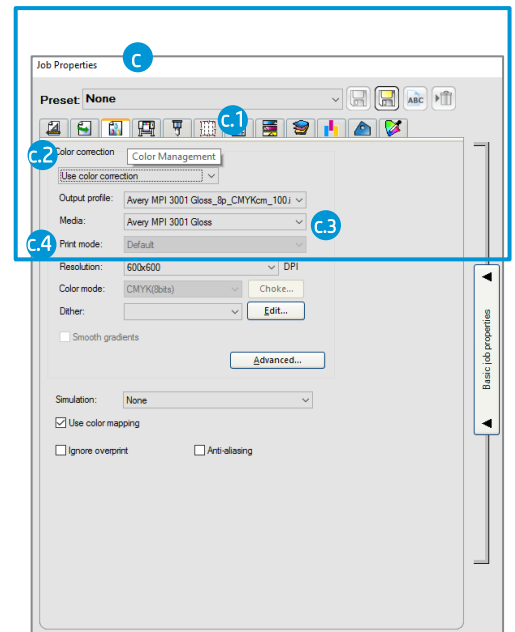 Job Properties
c
Preset: None
ABC
c.1
c.2
Color correction
Color Management
Use color correction
Output profile: Avery MPI 3001 Gloss_8p_CMYKcm_100.i
Media: Avery MPI 3001 Gloss
c.3
c.4
Print mode: Default
Resolution: 600x600 DPI
Color mode: CMYK(8bits) Choke...
Dither: Edit...
Smooth gradients
Advanced...
Basic job properties
Simulation: None
Use color mapping
Ignore overprint Anti-aliasing